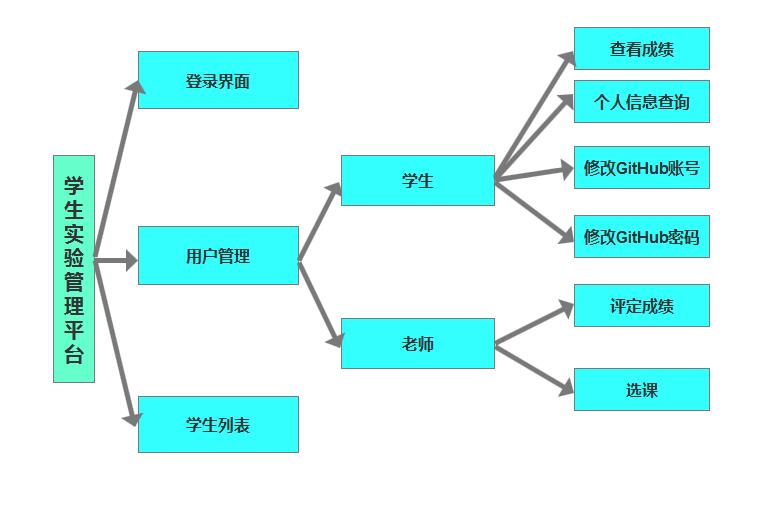 学生实验管理平台
登录界面
用户管理
学生列表
学生
老师
查看成绩
个人信息查询
修改GitHub账号
修改GitHub密码
评定成绩
选课